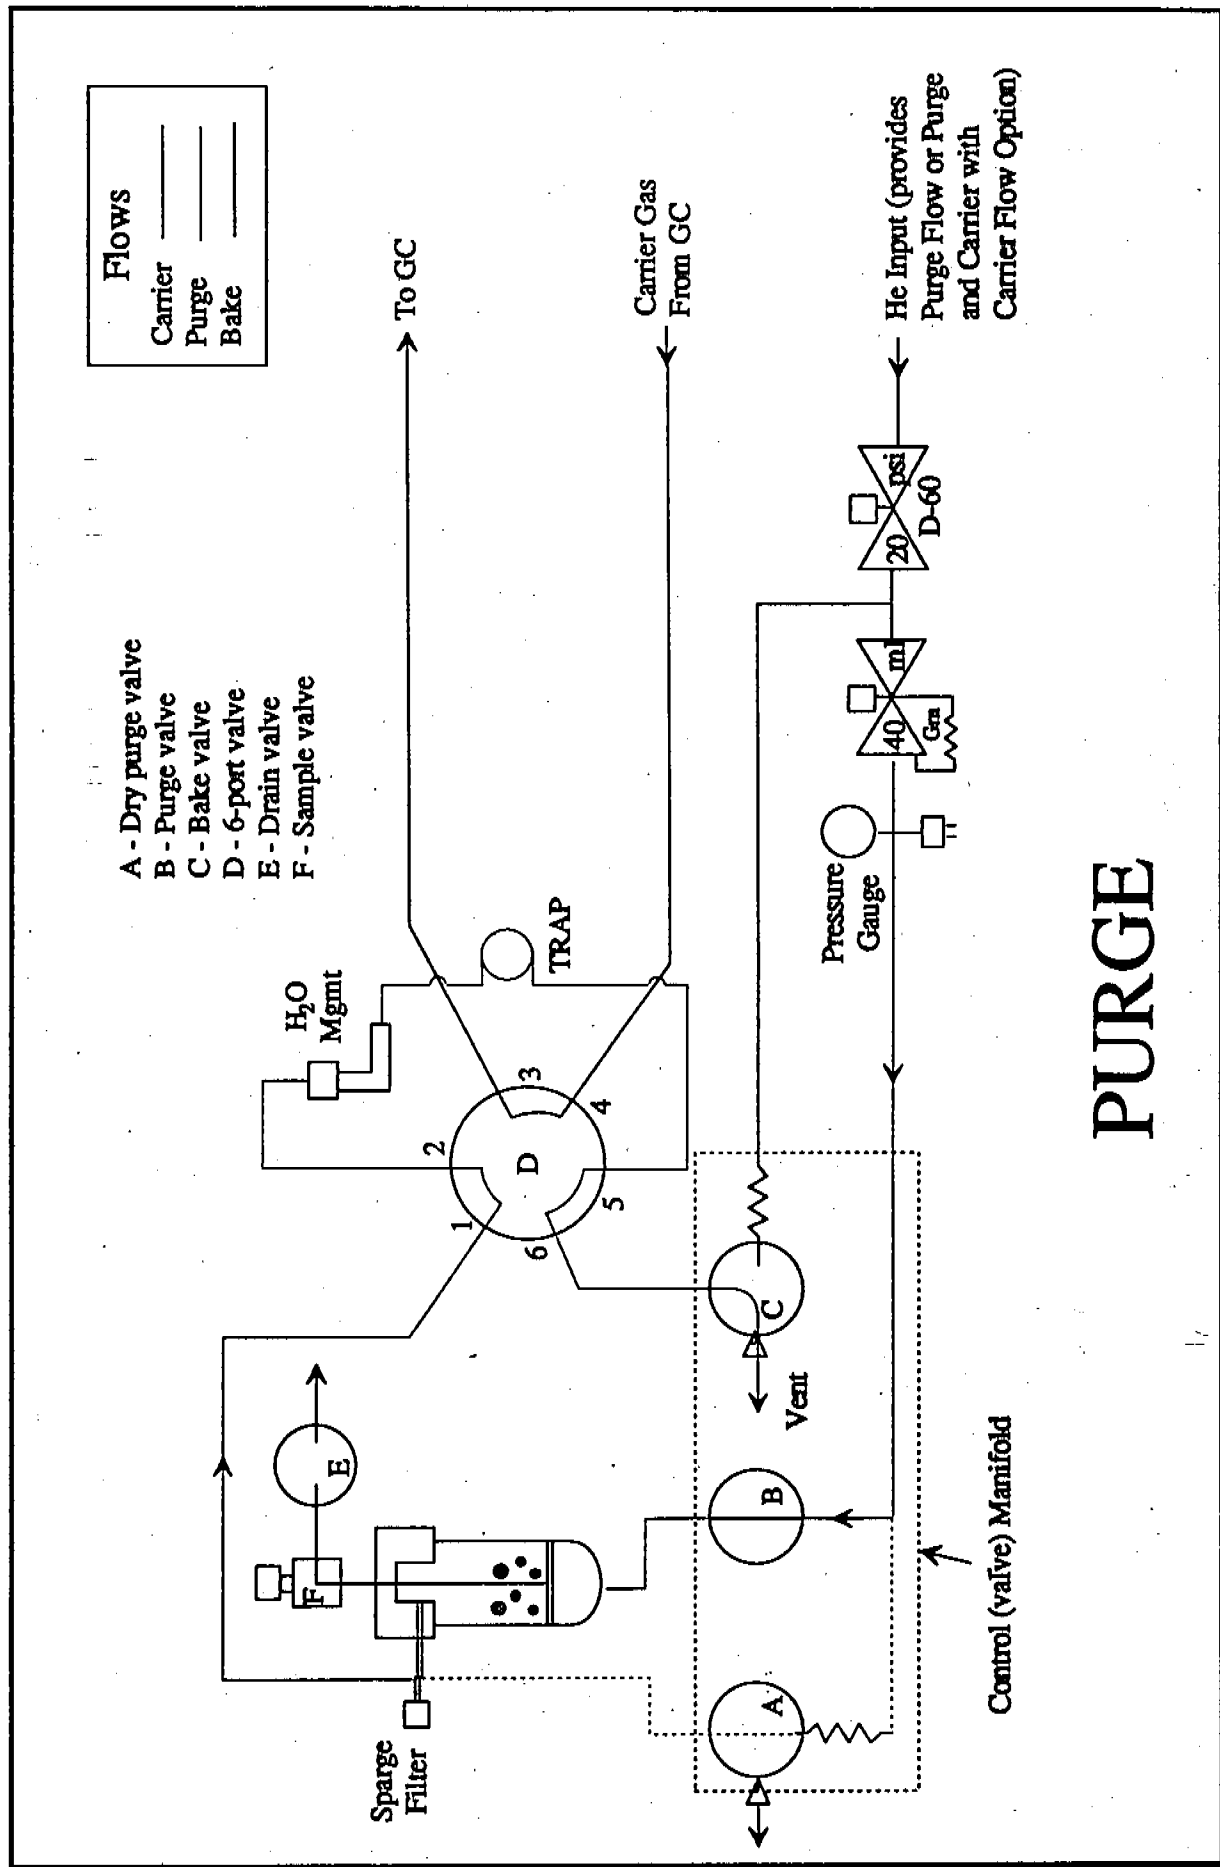 Flows
Carrier
Purge
Bake
A - Dry purge valve
B - Purge valve
C - Bake valve
D - 6-port valve
E - Drain valve
F - Sample valve
H₂O
Mgmt
To GC
TRAP
Carrier Gas
From GC
He Input (provides
Purge Flow or Purge
and Carrier with
Carrier Flow Option)
Sparge
Filter
F
E
1
2
3
4
5
6
D
A
B
C
Vent
Pressure
Gauge
40
ml
Gm
20
psi
D-60
Control (valve) Manifold
PURGE